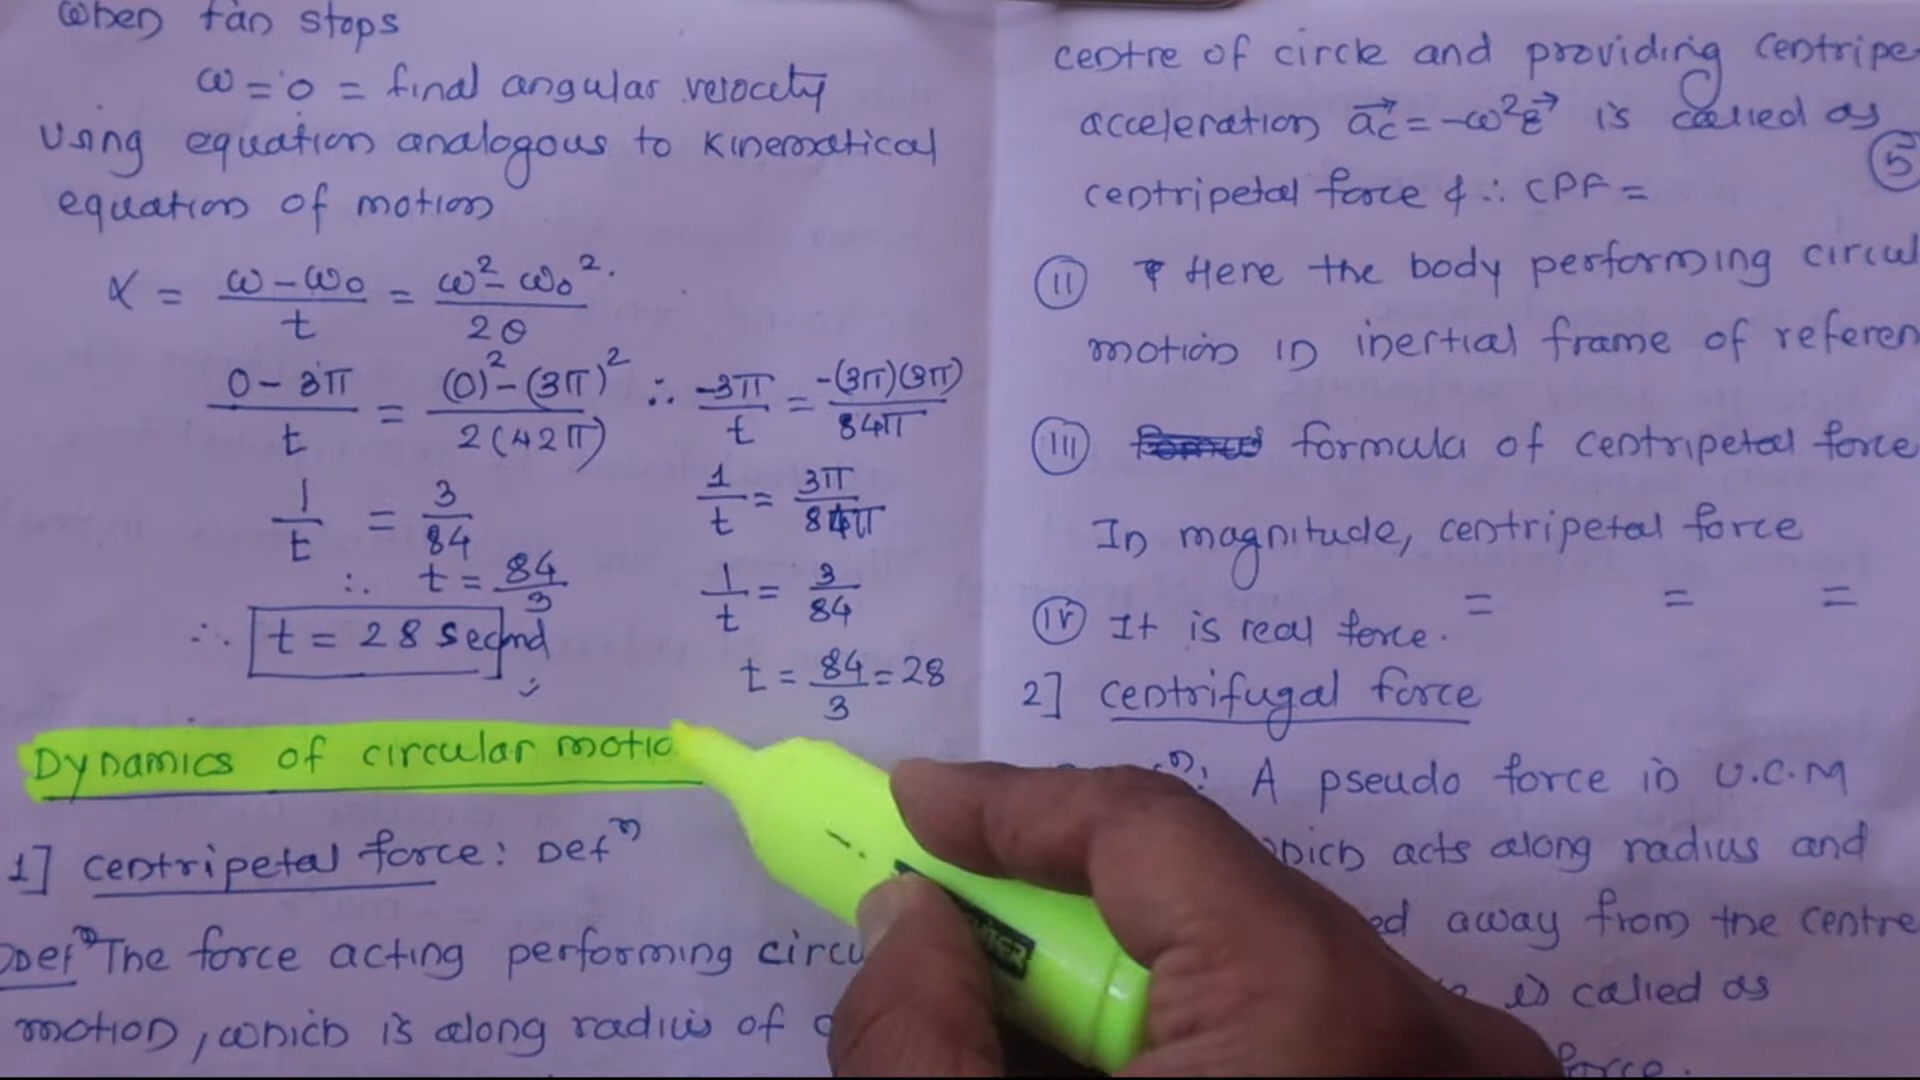 when fan stops
ω = 0 = final angular velocity
Using equation analogous to kinematical
equation of motion
α = (ω - ω₀)/t = (ω² - ω₀²)/2θ
(0 - 3π)/t = ((0)² - (3π)²)/2(42π) ∴ -3π/t = -(3π)(3π)/84π
1/t = 3/84
∴ t = 84/3
∴ t = 28 second
1/t = 3π/84π
1/t = 3/84
t = 84/3 = 28
Dynamics of circular motio
1] centripetal force: Defⁿ
Defⁿ The force acting performing circu
motion, which is along radius of
centre of circle and providing centripe
acceleration a⃗c = -ω²r⃗ is called as
5
centripetal force & ∴ CPF =
(II) Here the body performing circul
motion in inertial frame of referen
(III) formula of centripetal force
In magnitude, centripetal force
= = =
(IV) It is real force.
2] centrifugal force
A pseudo force in U.C.M
which acts along radius and
ed away from the centre
is called as
force.